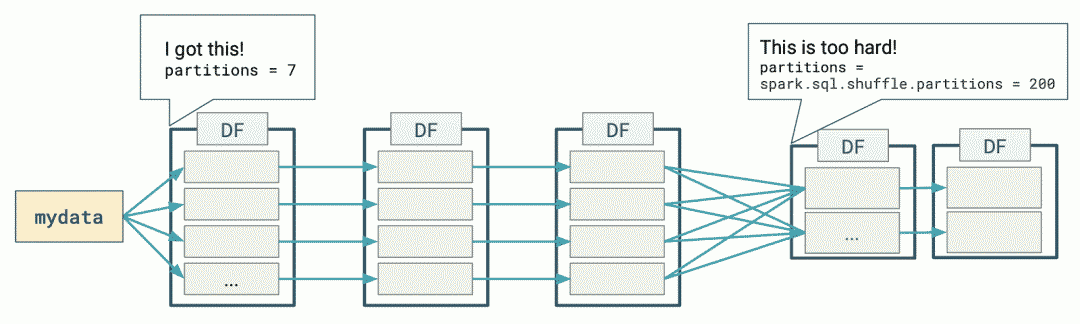 I got this!
partitions = 7
This is too hard!
partitions =
spark.sql.shuffle.partitions = 200
DF
DF
DF
DF
DF
mydata
...
...